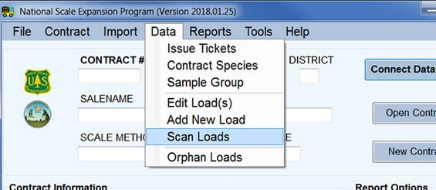 National Scale Expansion Program (Version 2018.01.25)
File Contract Import Data Reports Tools Help
Issue Tickets
Contract Species
Sample Group
Edit Load(s)
Add New Load
Scan Loads
Orphan Loads
CONTRACT #
DISTRICT
Connect Data
SALENAME
Open Contr
SCALE METHO
E
New Contra
Contract Information
Report Options